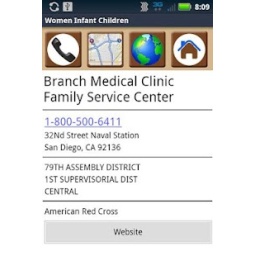 8:09
Women Infant Children
Branch Medical Clinic
Family Service Center
1-800-500-6411
32Nd Street Naval Station
San Diego, CA 92136
79TH ASSEMBLY DISTRICT
1ST SUPERVISORIAL DIST
CENTRAL
American Red Cross
Website